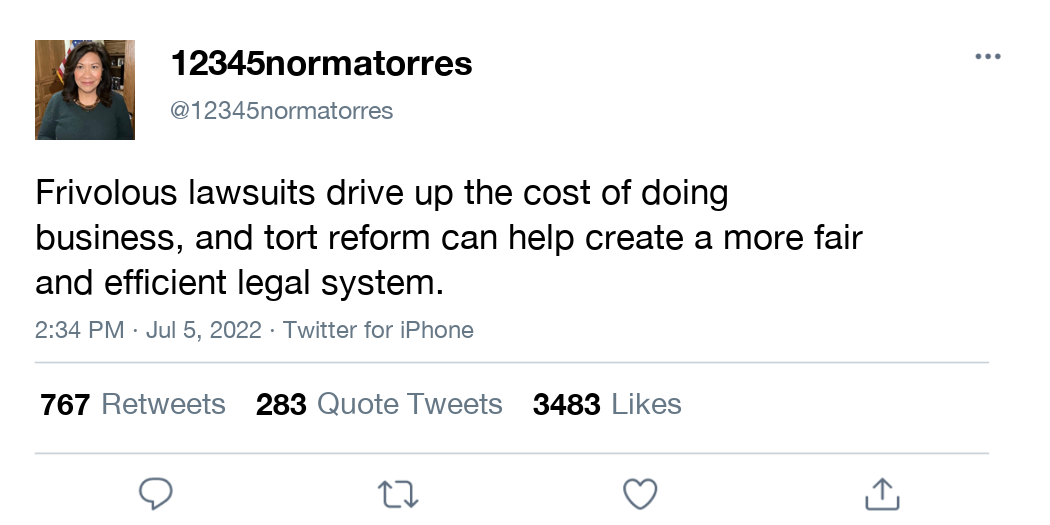 12345normatorres
@12345normatorres
Frivolous lawsuits drive up the cost of doing
business, and tort reform can help create a more fair
and efficient legal system.
2:34 PM · Jul 5, 2022 · Twitter for iPhone
767 Retweets 283 Quote Tweets 3483 Likes